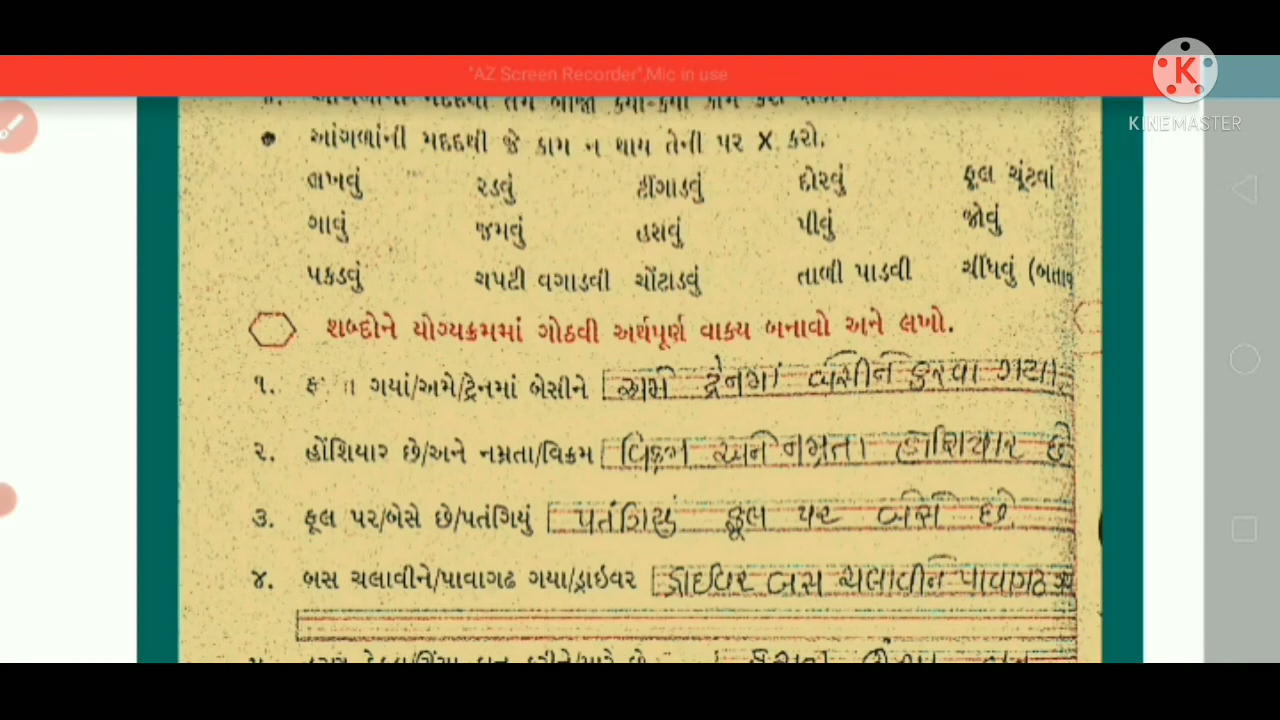 "AZ Screen Recorder",Mic in use
KINEMASTER
આંગળાંની મદદથી જે કામ ન થાય તેની પર X કરો.
લખવું રડવું ટીંગાડવું દોરવું ફૂલ ચૂંટવાં
ગાવું જમવું હસવું પીવું જોવું
પકડવું ચપટી વગાડવી ચોંટાડવું તાળી પાડવી ચીંધવું
શબ્દોને યોગ્યક્રમમાં ગોઠવી અર્થપૂર્ણ વાક્ય બનાવો અને લખો.
૧. ગયાં/અમે/ટ્રેનમાં બેસીને અમે ટ્રેનમાં બેસીને ફરવા ગયા.
૨. હોંશિયાર છે/અને નમ્રતા/વિક્રમ વિક્રમ અને નમ્રતા હોશિયાર છે
૩. ફૂલ પર/બેસે છે/પતંગિયું પતંગિયું ફૂલ પર બેસે છે.
૪. બસ ચલાવીને/પાવાગઢ ગયા/ડ્રાઇવર ડ્રાઈવર બસ ચલાવીને પાવાગઢ